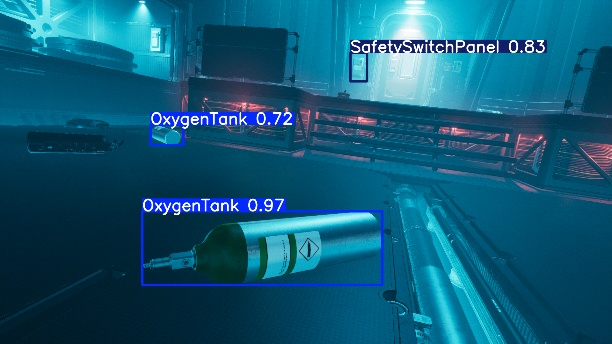 SafetySwitchPanel 0.83
OxygenTank 0.72
OxygenTank 0.97